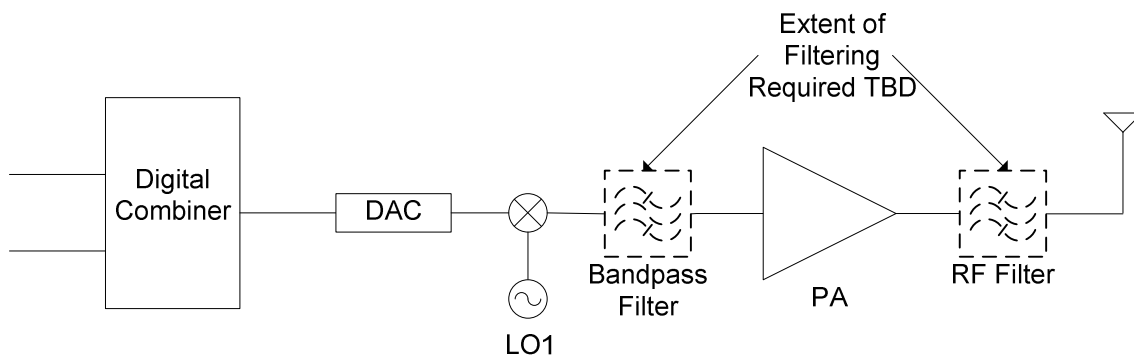 Extent of
Filtering
Required TBD
Digital
Combiner
DAC
LO1
Bandpass
Filter
PA
RF Filter